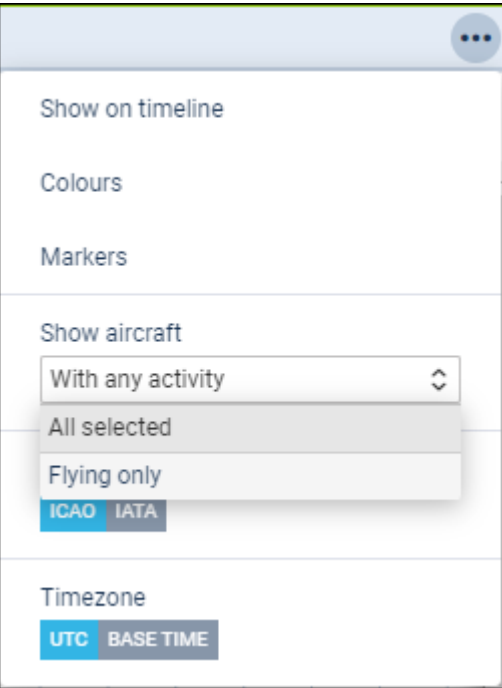 Show on timeline
Colours
Markers
Show aircraft
With any activity
All selected
Flying only
ICAO IATA
Timezone
UTC BASE TIME